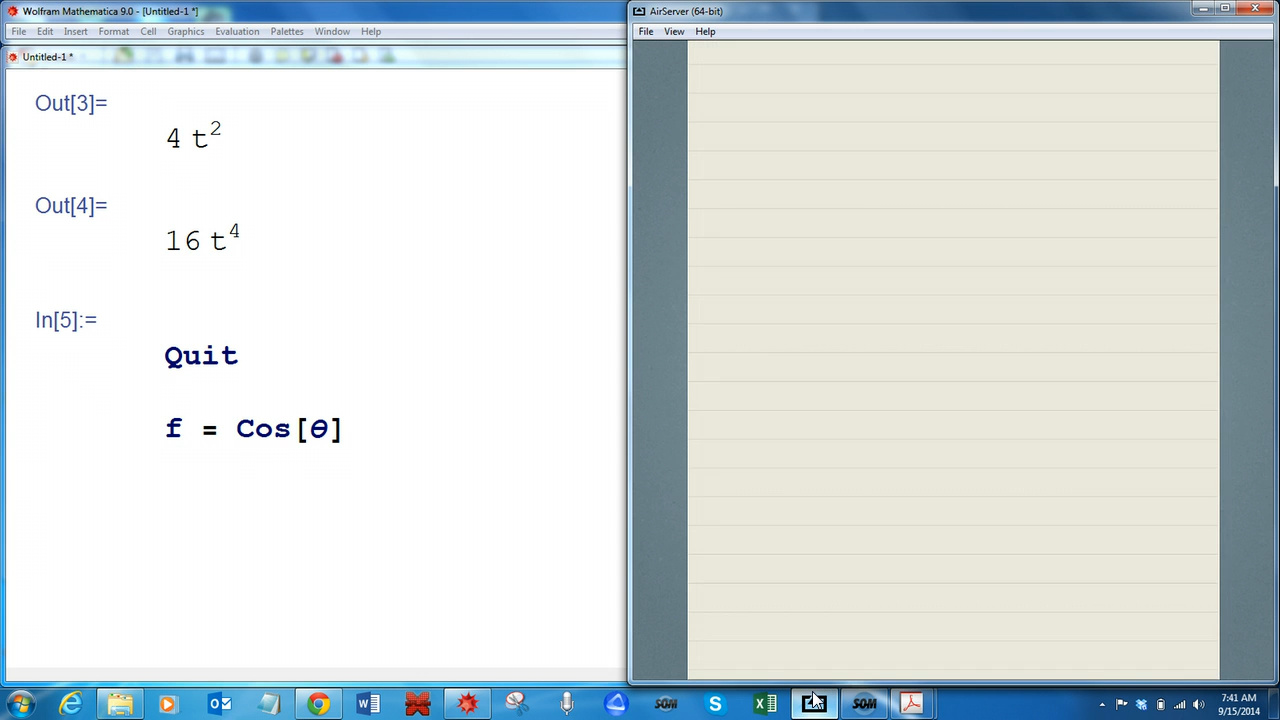 Wolfram Mathematica 9.0 - [Untitled-1 *]
File Edit Insert Format Cell Graphics Evaluation Palettes Window Help
Untitled-1 *
Out[3]=
4 t²
Out[4]=
16 t⁴
In[5]:=
Quit
f = Cos[θ]
AirServer (64-bit)
File View Help
SOM SOM
7:41 AM
9/15/2014